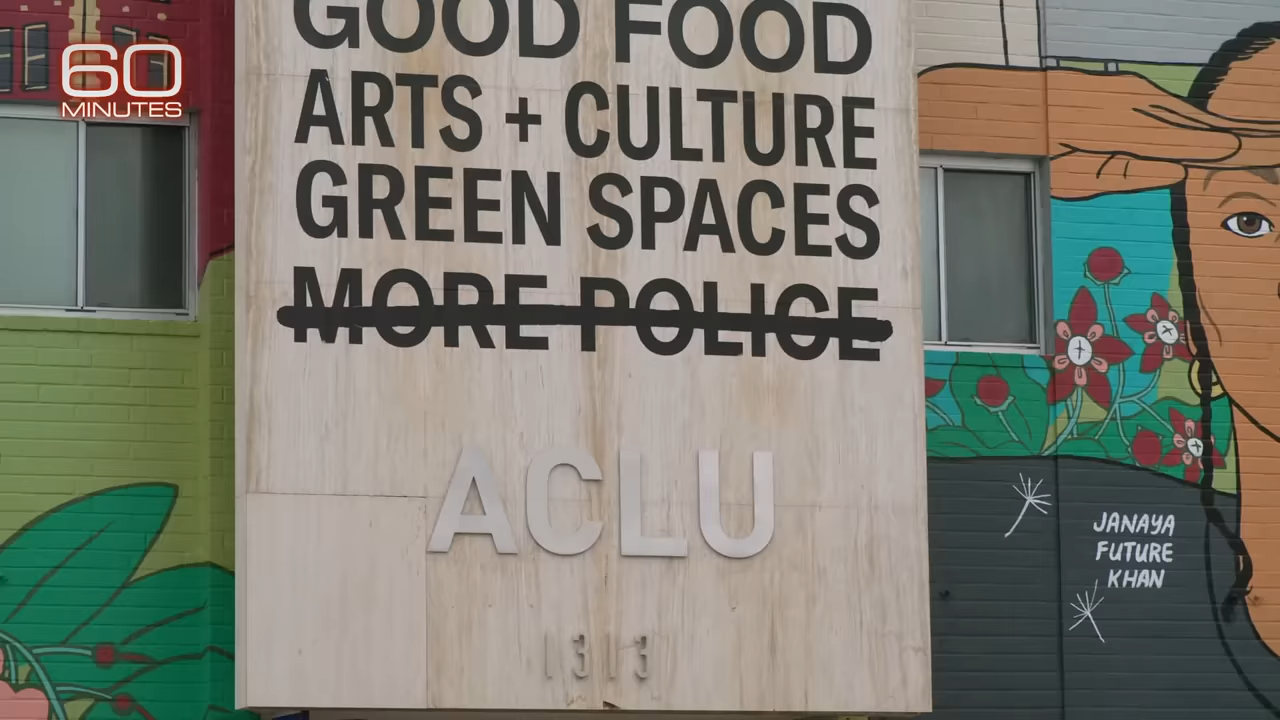 60
MINUTES
GOOD FOOD
ARTS + CULTURE
GREEN SPACES
MORE POLICE
ACLU
1313
JANAYA
FUTURE
KHAN